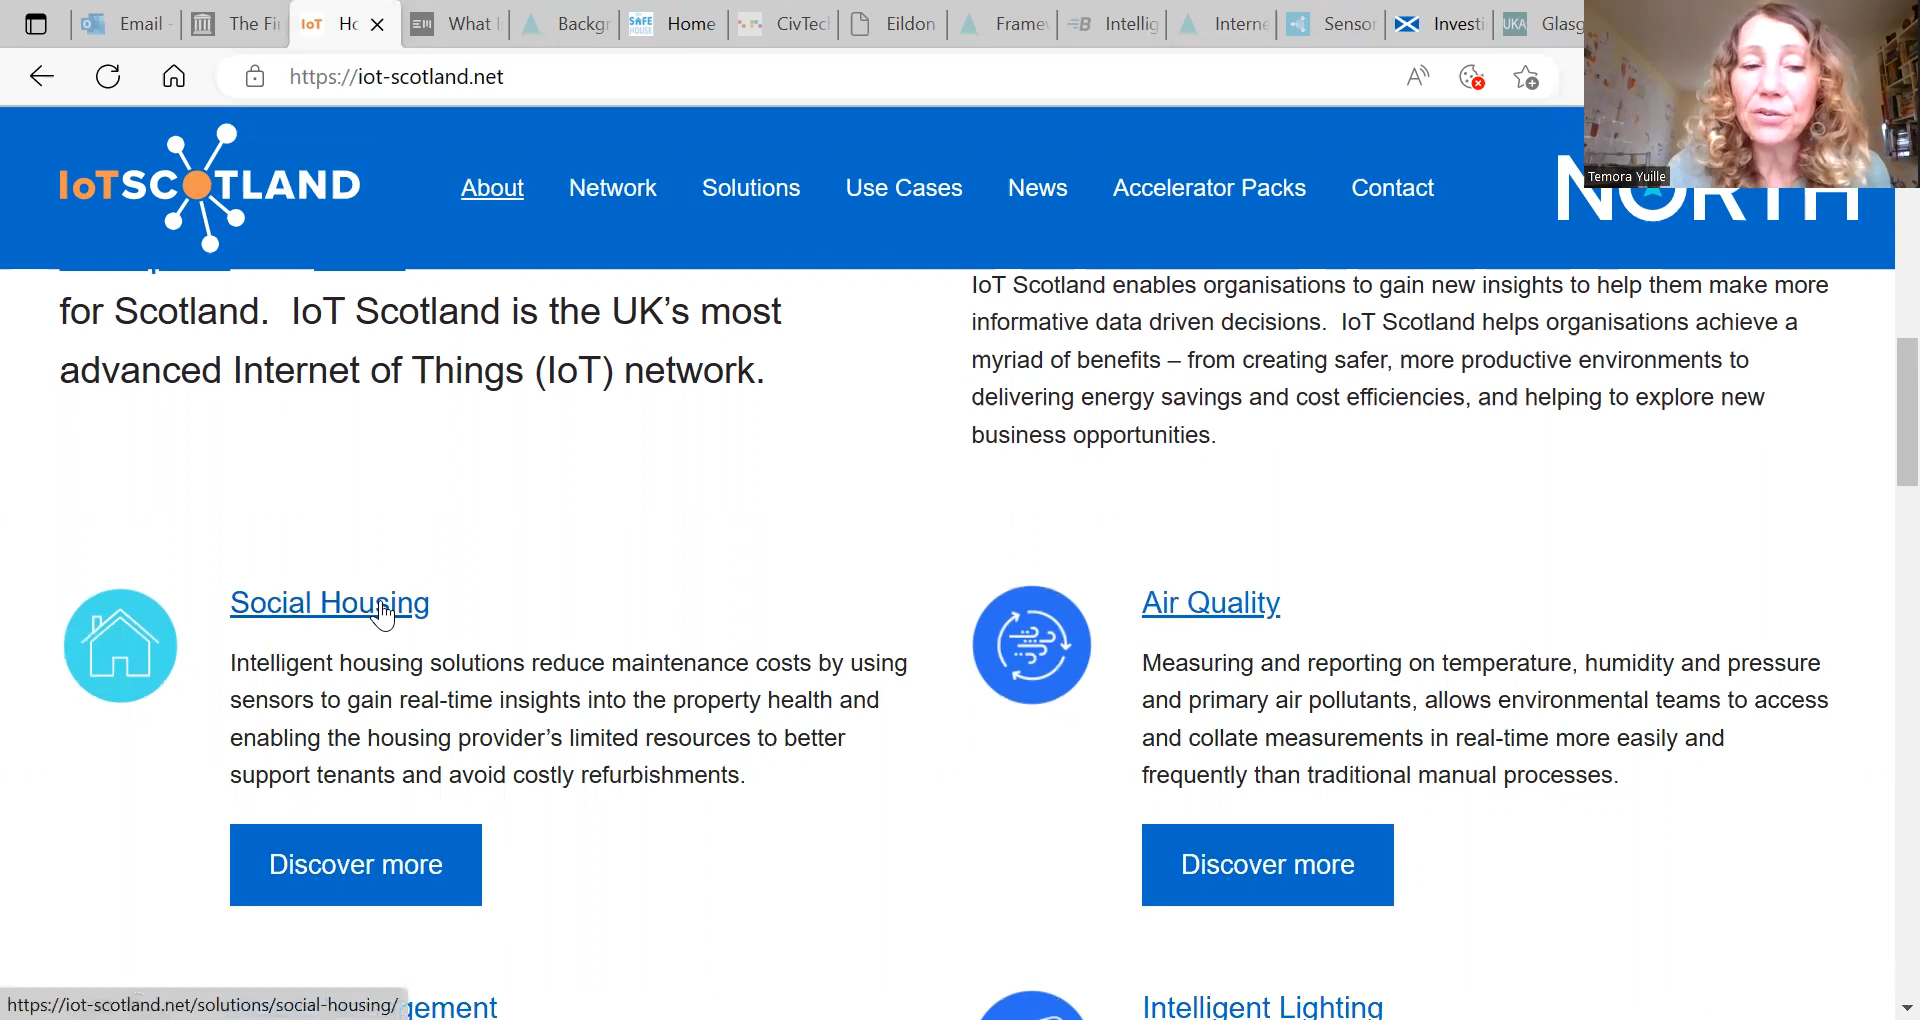 Email
The Fi
IoT
Ho
What I
Backgr
SAFE HOUSE
Home
CivTech
Eildon
Frame
Intellig
Interne
Sensor
Investi
UKA
Glasg
https://iot-scotland.net
IoTSCOTLAND
About
Network
Solutions
Use Cases
News
Accelerator Packs
Contact
NORTH
Temora Yuille
for Scotland. IoT Scotland is the UK's most
advanced Internet of Things (IoT) network.
IoT Scotland enables organisations to gain new insights to help them make more
informative data driven decisions. IoT Scotland helps organisations achieve a
myriad of benefits – from creating safer, more productive environments to
delivering energy savings and cost efficiencies, and helping to explore new
business opportunities.
Social Housing
Intelligent housing solutions reduce maintenance costs by using
sensors to gain real-time insights into the property health and
enabling the housing provider's limited resources to better
support tenants and avoid costly refurbishments.
Discover more
Air Quality
Measuring and reporting on temperature, humidity and pressure
and primary air pollutants, allows environmental teams to access
and collate measurements in real-time more easily and
frequently than traditional manual processes.
Discover more
https://iot-scotland.net/solutions/social-housing/
gement
Intelligent Lighting